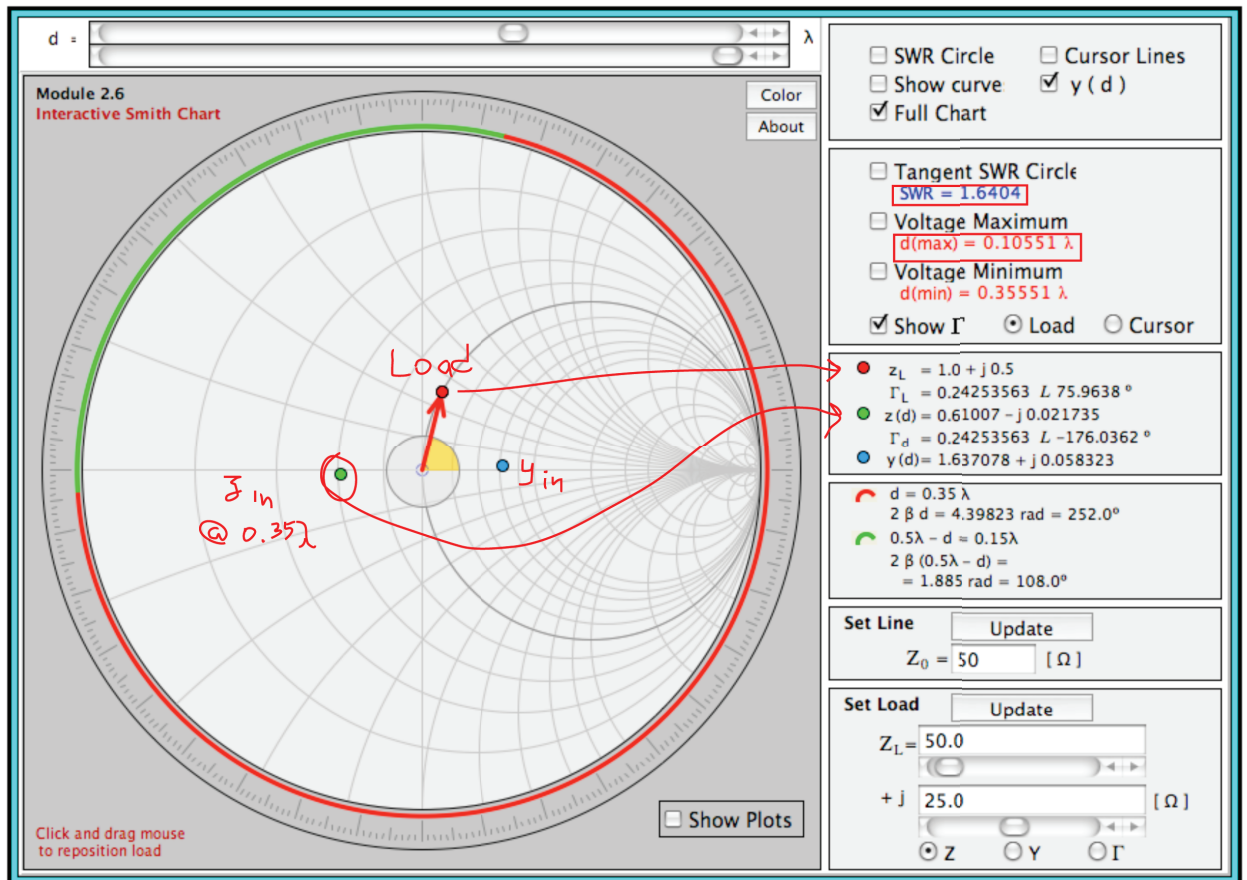 d = λ
Module 2.6
Interactive Smith Chart
Color
About
Load
z in
@ 0.35λ
y in
Click and drag mouse
to reposition load
Show Plots
SWR Circle Cursor Lines
Show curve y ( d )
Full Chart
Tangent SWR Circle
SWR = 1.6404
Voltage Maximum
d(max) = 0.10551 λ
Voltage Minimum
d(min) = 0.35551 λ
Show Γ Load Cursor
z_L = 1.0 + j 0.5
Γ_L = 0.24253563 L 75.9638 º
z (d) = 0.61007 - j 0.021735
Γ_d = 0.24253563 L -176.0362 º
y (d)= 1.637078 + j 0.058323
d = 0.35 λ
2 β d = 4.39823 rad = 252.0º
0.5λ - d = 0.15λ
2 β (0.5λ - d) =
= 1.885 rad = 108.0º
Set Line Update
Z_0 = 50 [ Ω ]
Set Load Update
Z_L= 50.0
+ j 25.0 [ Ω ]
Z Y Γ